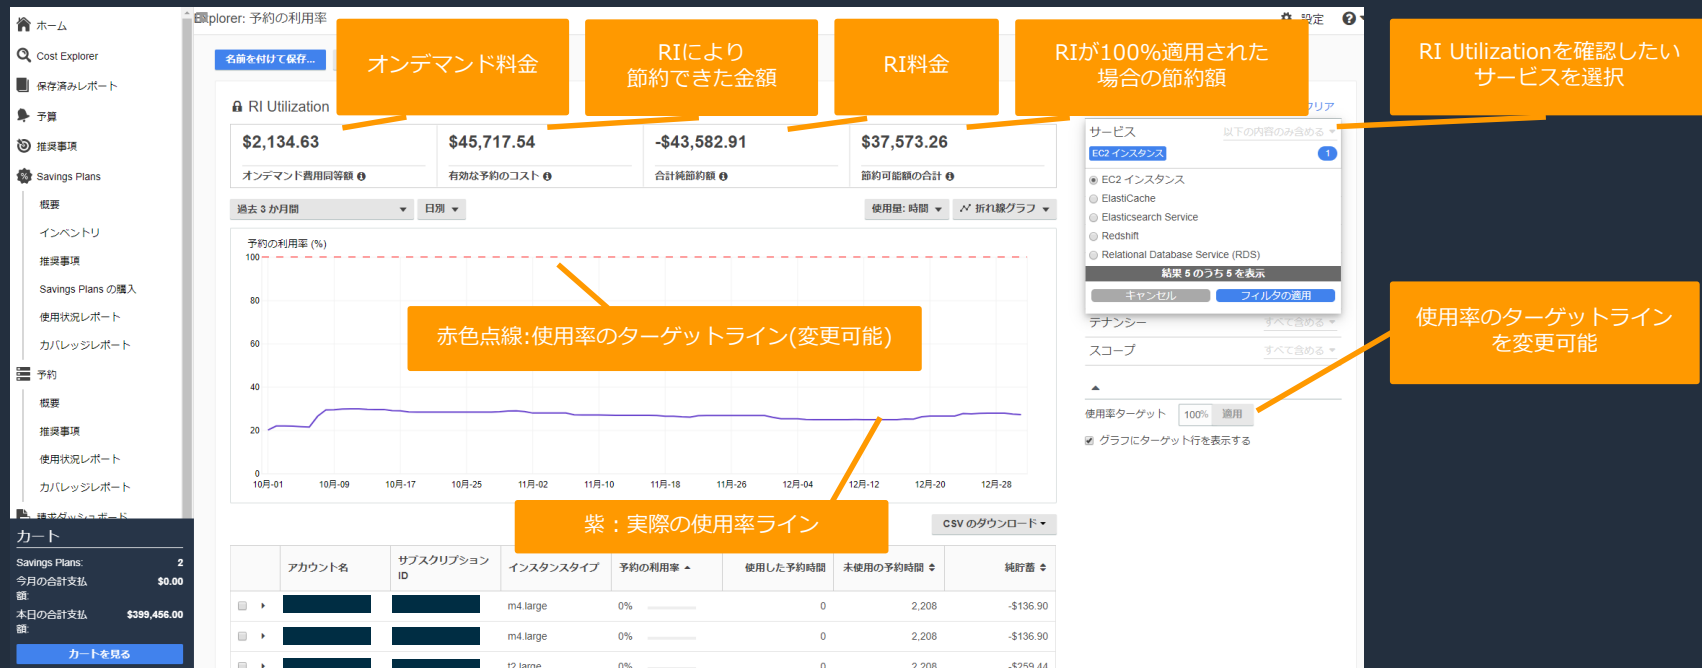 ホーム
Cost Explorer
保存済みレポート
予算
推奨事項
Savings Plans
概要
インベントリ
推奨事項
Savings Plans の購入
使用状況レポート
カバレッジレポート
予約
概要
推奨事項
使用状況レポート
カバレッジレポート
請求ダッシュボード
カート
Savings Plans: 2
今月の合計支払 $0.00
額:
本日の合計支払 $399,456.00
額:
カートを見る
Explorer: 予約の利用率
設定
名前を付けて保存...
オンデマンド料金
RIにより
節約できた金額
RI料金
RIが100%適用された
場合の節約額
RI Utilizationを確認したい
サービスを選択
RI Utilization
クリア
$2,134.63
オンデマンド費用同等額
$45,717.54
有効な予約のコスト
-$43,582.91
合計純節約額
$37,573.26
節約可能額の合計
過去 3 か月間
日別
使用量: 時間
折れ線グラフ
予約の利用率 (%)
100
80
60
40
20
0
10月-01 10月-09 10月-17 10月-25 11月-02 11月-10 11月-18 11月-26 12月-04 12月-12 12月-20 12月-28
赤色点線:使用率のターゲットライン(変更可能)
紫：実際の使用率ライン
サービス 以下の内容のみ含める
EC2 インスタンス 1
EC2 インスタンス
ElastiCache
Elasticsearch Service
Redshift
Relational Database Service (RDS)
結果 5 のうち 5 を表示
キャンセル フィルタの適用
テナンシー すべて含める
スコープ すべて含める
使用率ターゲット 100% 適用
グラフにターゲット行を表示する
使用率のターゲットライン
を変更可能
CSV のダウンロード
アカウント名 サブスクリプション ID インスタンスタイプ 予約の利用率 使用した予約時間 未使用の予約時間 純貯蓄
m4.large 0% 0 2,208 -$136.90
m4.large 0% 0 2,208 -$136.90
t2.large 0% 0 2,208 -$259.44